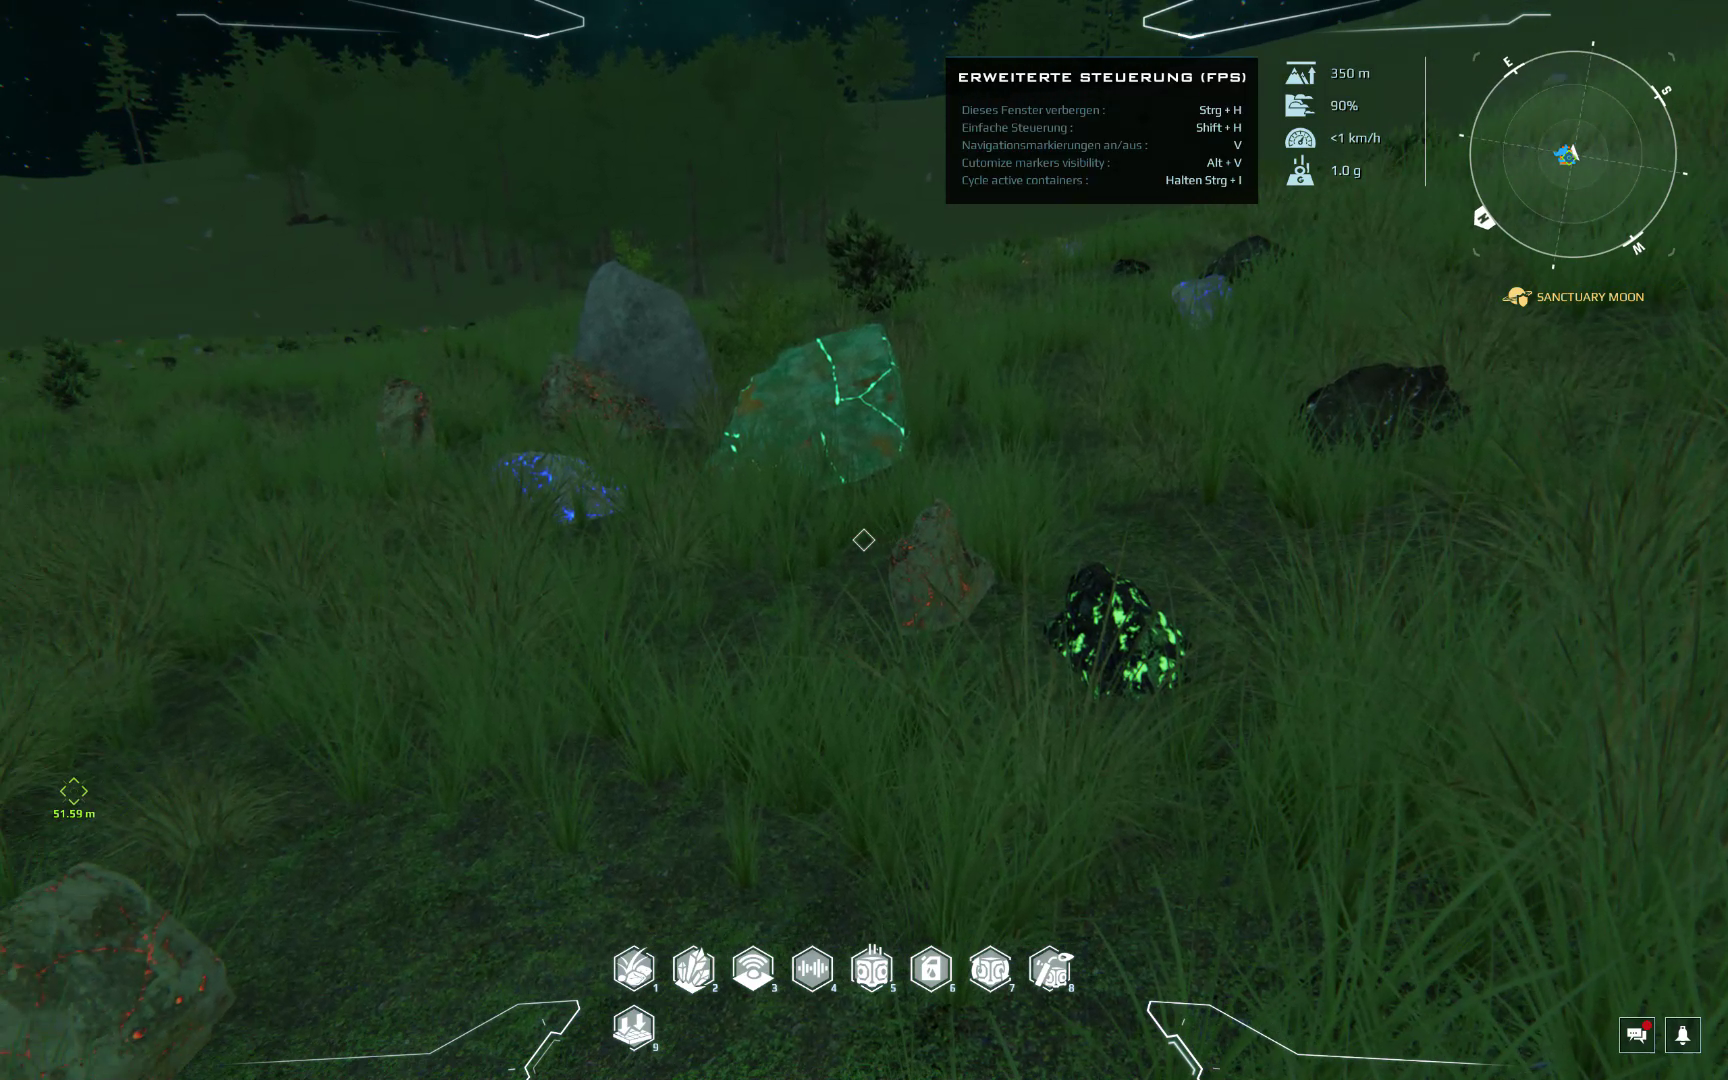 ERWEITERTE STEUERUNG (FPS)
Dieses Fenster verbergen : Strg + H
Einfache Steuerung : Shift + H
Navigationsmarkierungen an/aus : V
Cutomize markers visibility : Alt + V
Cycle active containers : Halten Strg + I
350 m
90%
<1 km/h
1.0 g
G
E
S
N
W
SANCTUARY MOON
51.59 m
1
2
3
4
5
6
7
8
9